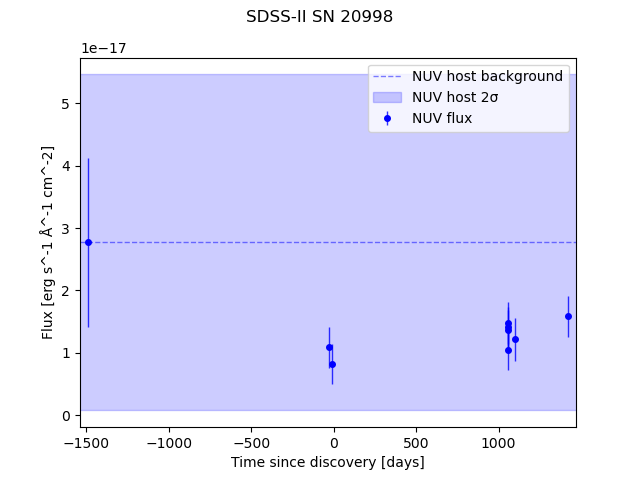 SDSS-II SN 20998
1e−17
NUV host background
NUV host 2σ
NUV flux
5
4
3
2
1
0
Flux [erg s^-1 Å^-1 cm^-2]
−1500
−1000
−500
0
500
1000
Time since discovery [days]